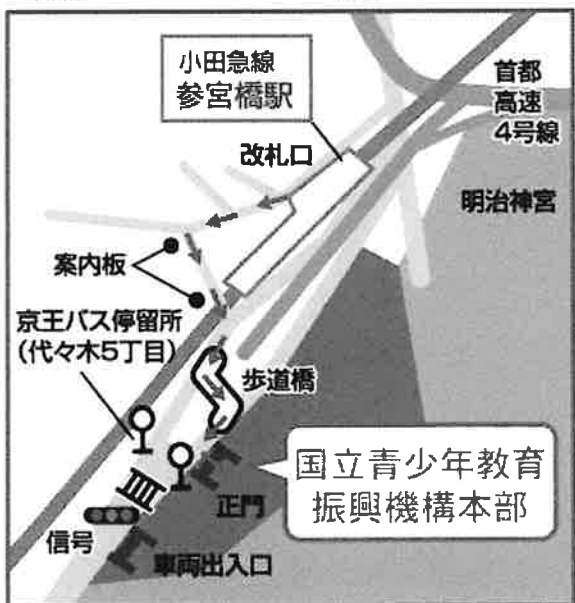 小田急線
参宮橋駅
首都
高速
4号線
改札口
明治神宮
案内板
京王バス停留所
(代々木5丁目)
歩道橋
国立青少年教育
振興機構本部
正門
信号
車両出入口